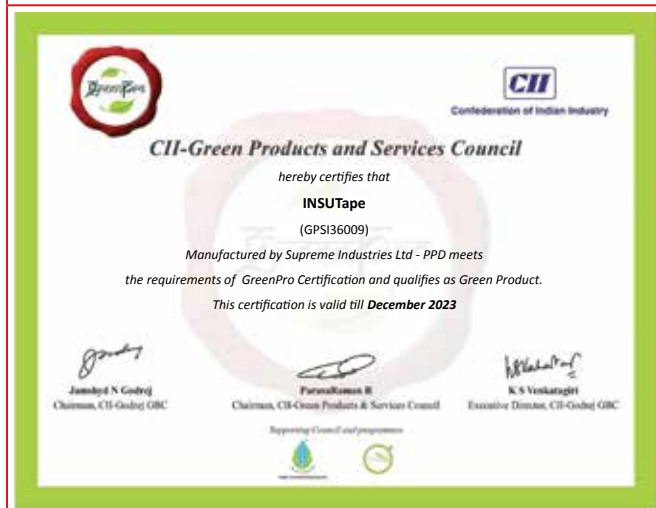 GreenPro
CII
Confederation of Indian Industry
CII-Green Products and Services Council
hereby certifies that
INSUTape
(GPSI36009)
Manufactured by Supreme Industries Ltd - PPD meets
the requirements of GreenPro Certification and qualifies as Green Product.
This certification is valid till December 2023
Jamshyd N Godrej
Chairman, CII-Godrej GBC
ParasuRaman R
Chairman, CII-Green Products & Services Council
K S Venkatagiri
Executive Director, CII-Godrej GBC
Supporting Council and programmes